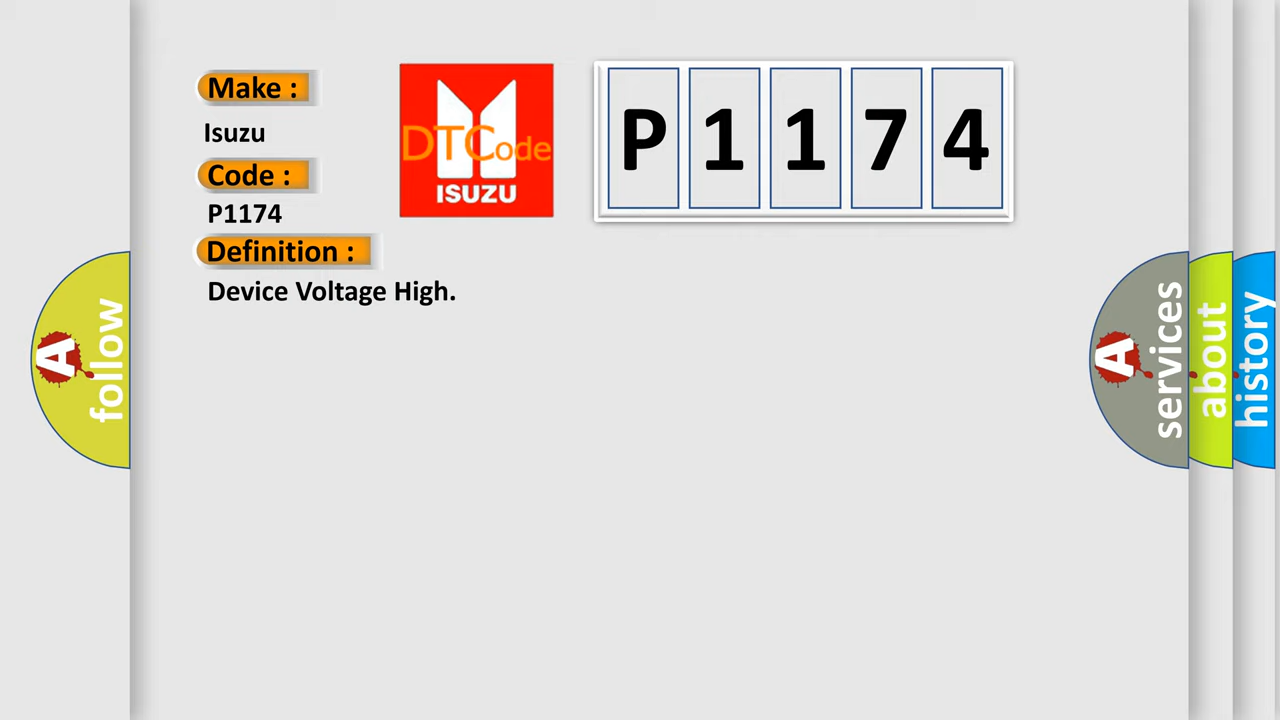 Make :
Isuzu
Code :
P1174
Definition :
Device Voltage High.
DTCode
ISUZU
P 1 1 7 4
A
follow
A
services
about
history